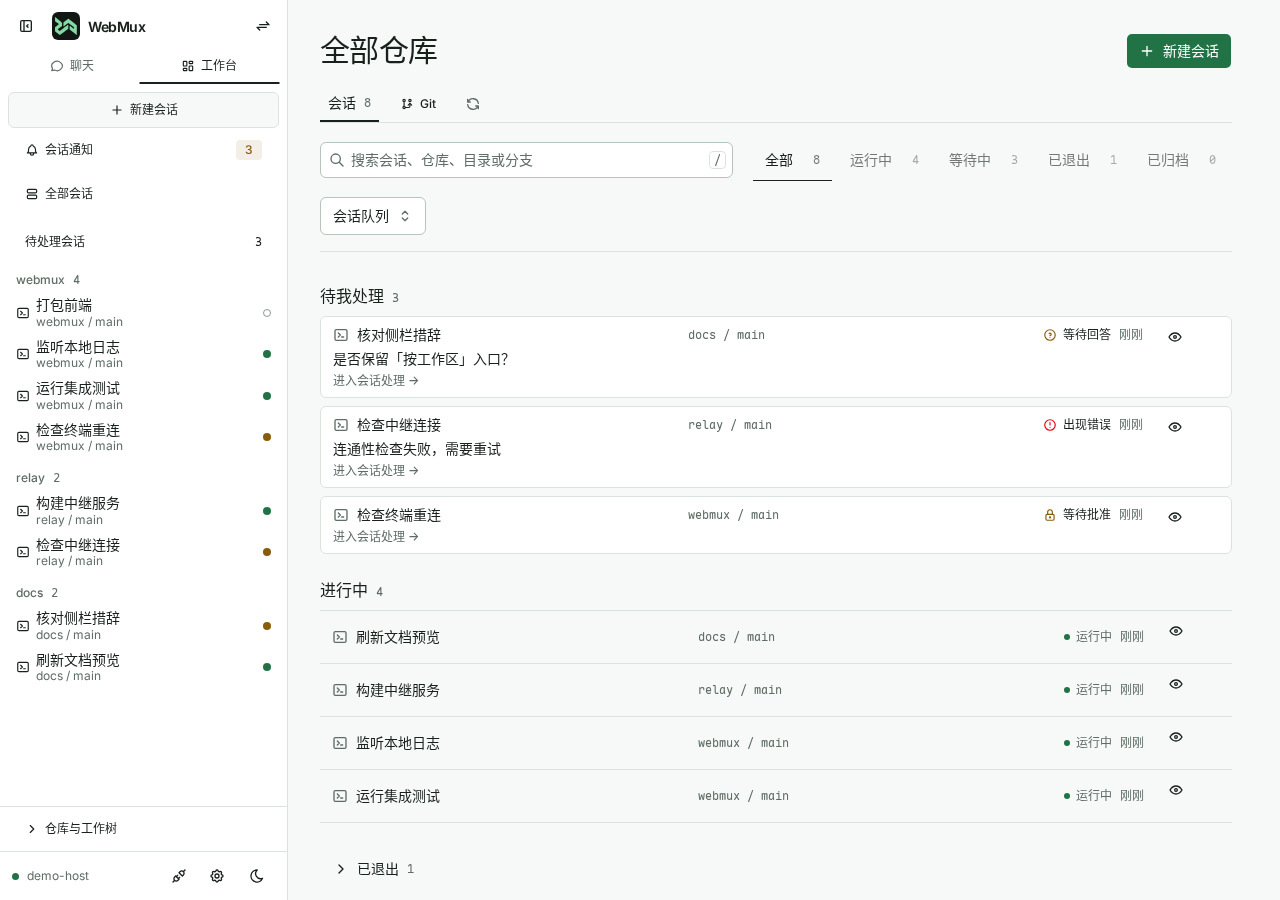 WebMux
聊天
工作台
新建会话
会话通知 3
全部会话
待处理会话 3
webmux 4
打包前端
webmux / main
监听本地日志
webmux / main
运行集成测试
webmux / main
检查终端重连
webmux / main
relay 2
构建中继服务
relay / main
检查中继连接
relay / main
docs 2
核对侧栏措辞
docs / main
刷新文档预览
docs / main
仓库与工作树
demo-host
全部仓库
新建会话
会话 8
Git
搜索会话、仓库、目录或分支 /
全部 8
运行中 4
等待中 3
已退出 1
已归档 0
会话队列
待我处理 3
核对侧栏措辞 docs / main 等待回答 刚刚
是否保留「按工作区」入口?
进入会话处理 →
检查中继连接 relay / main 出现错误 刚刚
连通性检查失败，需要重试
进入会话处理 →
检查终端重连 webmux / main 等待批准 刚刚
进入会话处理 →
进行中 4
刷新文档预览 docs / main 运行中 刚刚
构建中继服务 relay / main 运行中 刚刚
监听本地日志 webmux / main 运行中 刚刚
运行集成测试 webmux / main 运行中 刚刚
已退出 1